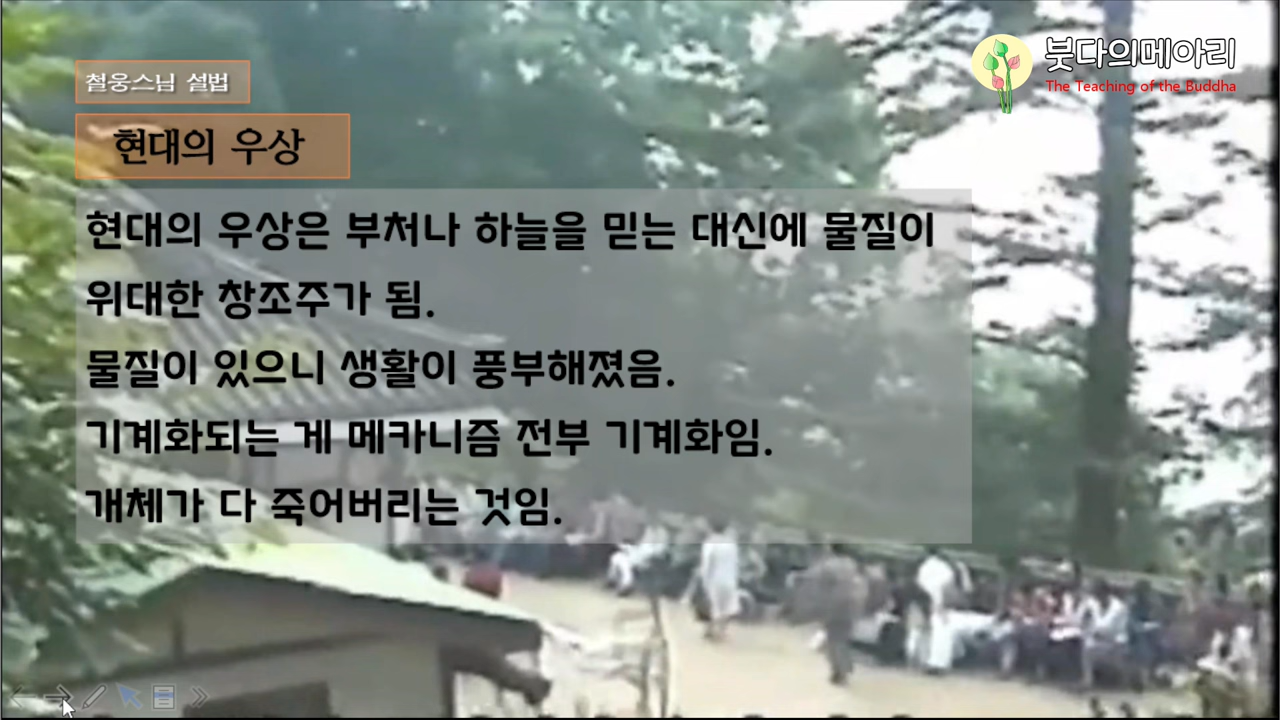 철웅스님 설법
붓다의메아리
The Teaching of the Buddha
현대의 우상
현대의 우상은 부처나 하늘을 믿는 대신에 물질이
위대한 창조주가 됨.
물질이 있으니 생활이 풍부해졌음.
기계화되는 게 메카니즘 전부 기계화임.
개체가 다 죽어버리는 것임.